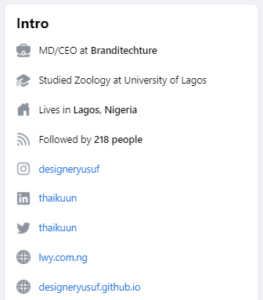 Intro
MD/CEO at Branditechture
Studied Zoology at University of Lagos
Lives in Lagos, Nigeria
Followed by 218 people
designeryusuf
thaikuun
thaikuun
lwy.com.ng
designeryusuf.github.io